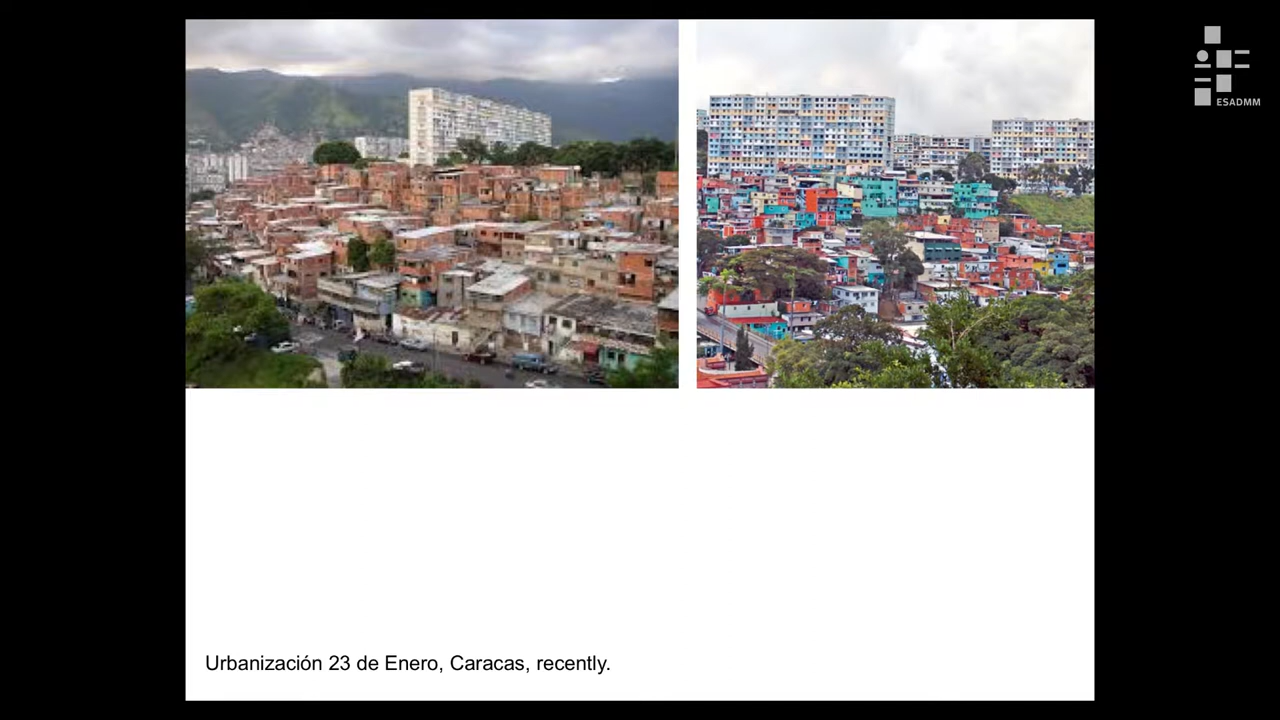 ESADMM
Urbanización 23 de Enero, Caracas, recently.